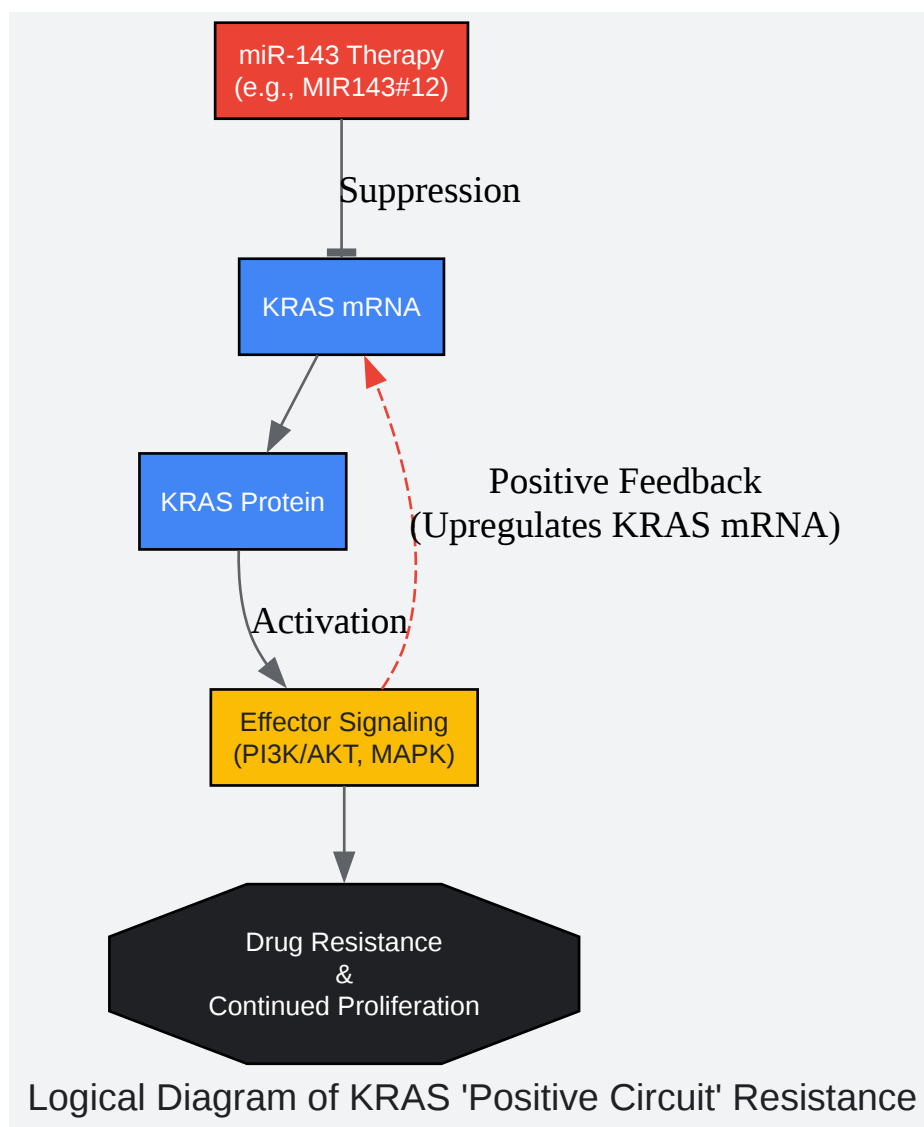 miR-143 Therapy
(e.g., MIR143#12)
Suppression
KRAS mRNA
KRAS Protein
Positive Feedback
(Upregulates KRAS mRNA)
Activation
Effector Signaling
(PI3K/AKT, MAPK)
Drug Resistance
&
Continued Proliferation
Logical Diagram of KRAS 'Positive Circuit' Resistance